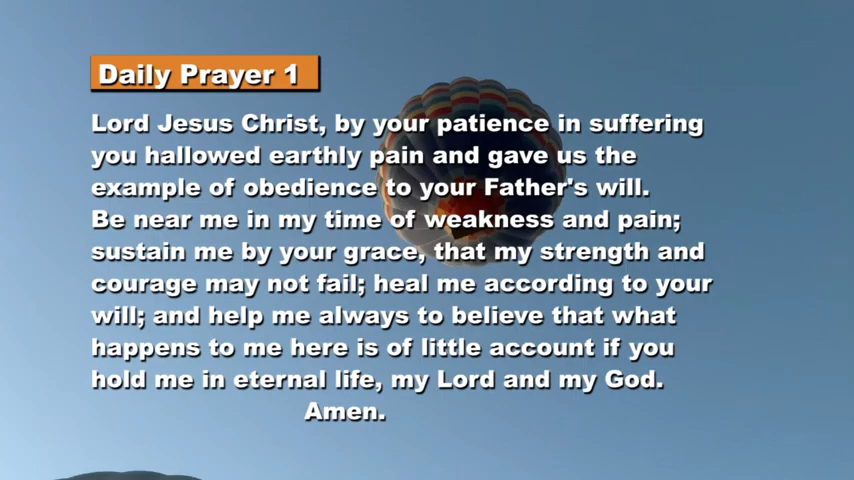 Daily Prayer 1
Lord Jesus Christ, by your patience in suffering
you hallowed earthly pain and gave us the
example of obedience to your Father's will.
Be near me in my time of weakness and pain;
sustain me by your grace, that my strength and
courage may not fail; heal me according to your
will; and help me always to believe that what
happens to me here is of little account if you
hold me in eternal life, my Lord and my God.
Amen.